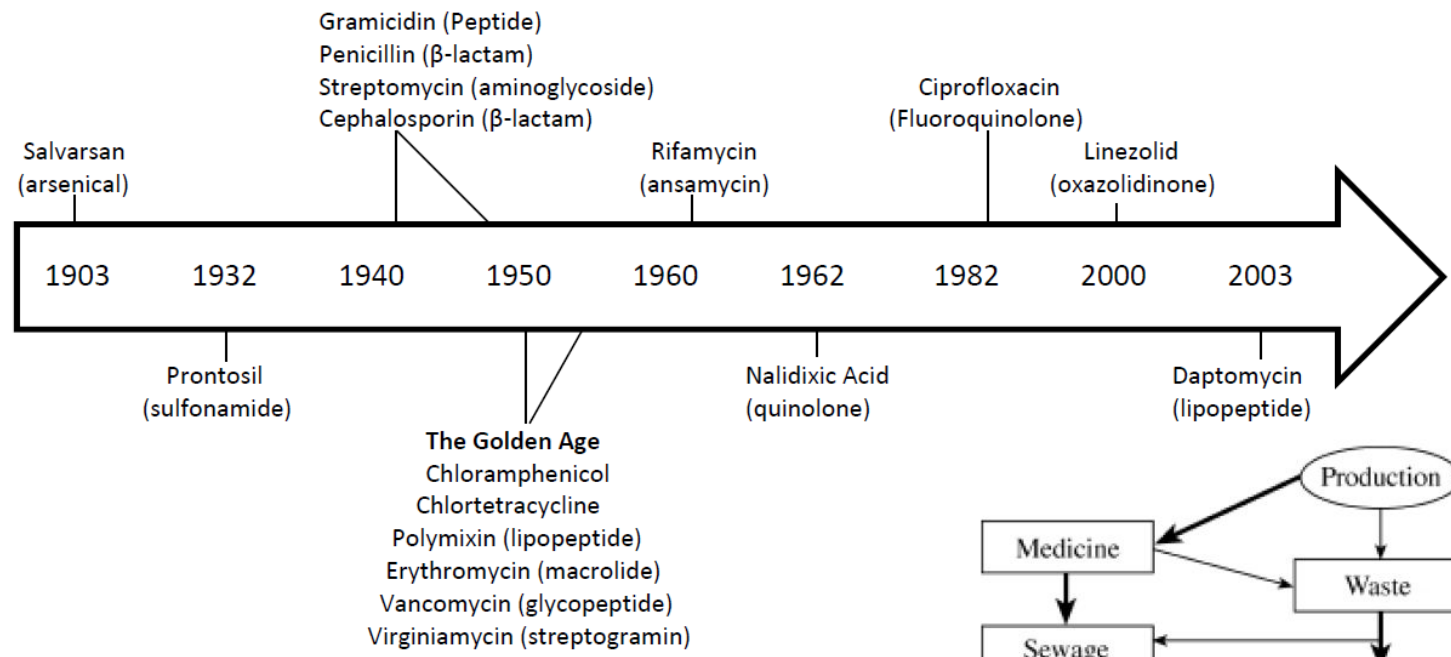 Gramicidin (Peptide)
Penicillin (β-lactam)
Streptomycin (aminoglycoside)
Cephalosporin (β-lactam)
Ciprofloxacin
(Fluoroquinolone)
Salvarsan
(arsenical)
Rifamycin
(ansamycin)
Linezolid
(oxazolidinone)
1903 1932 1940 1950 1960 1962 1982 2000 2003
Prontosil
(sulfonamide)
Nalidixic Acid
(quinolone)
Daptomycin
(lipopeptide)
The Golden Age
Chloramphenicol
Chlortetracycline
Polymixin (lipopeptide)
Erythromycin (macrolide)
Vancomycin (glycopeptide)
Virginiamycin (streptogramin)
Production
Medicine
Waste
Sewage